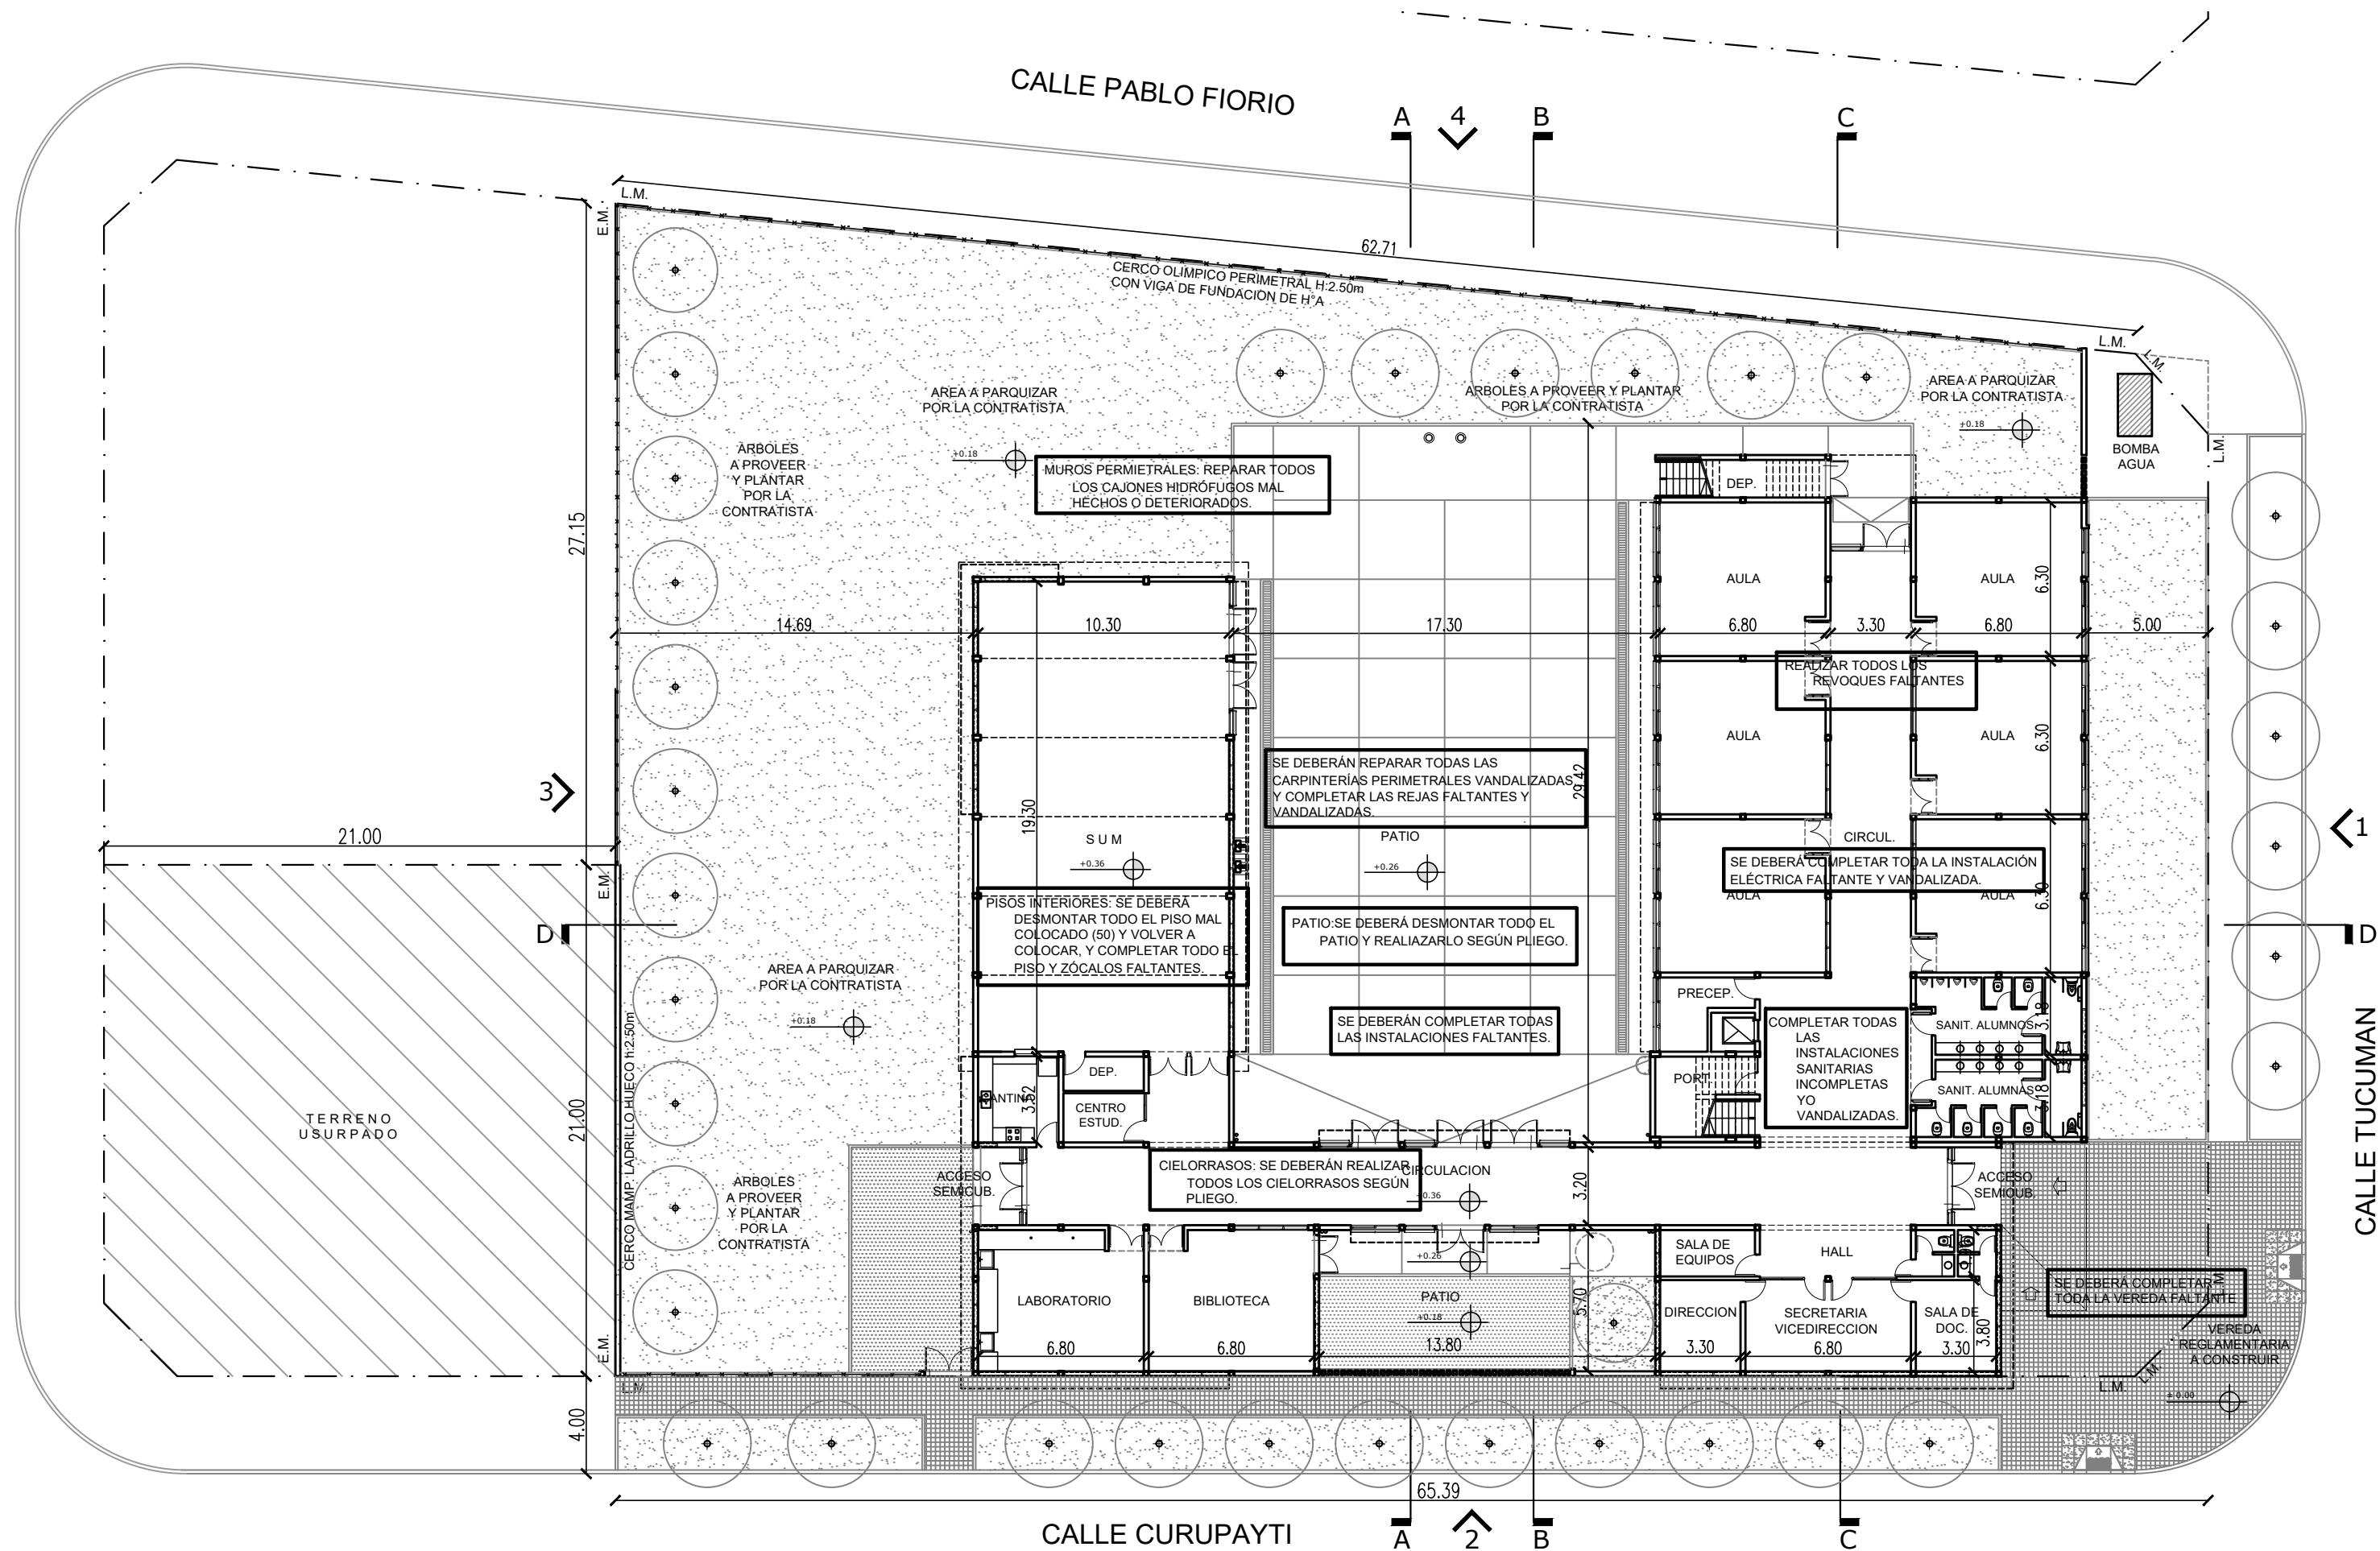 CALLE PABLO FIORIO
A
4
B
C
L.M.
E.M.
62.71
CERCO OLIMPICO PERIMETRAL H:2.50m
CON VIGA DE FUNDACION DE H°A
L.M.
L.M.
AREA A PARQUIZAR
POR LA CONTRATISTA
ARBOLES A PROVEER Y PLANTAR
POR LA CONTRATISTA
AREA A PARQUIZAR
POR LA CONTRATISTA
+0.18
BOMBA
AGUA
L.M.
ARBOLES
A PROVEER
Y PLANTAR
POR LA
CONTRATISTA
+0.18
MUROS PERMIETRALES: REPARAR TODOS
LOS CAJONES HIDRÓFUGOS MAL
HECHOS O DETERIORADOS.
DEP.
27.15
AULA
AULA
6.30
14.69
10.30
17.30
6.80
3.30
6.80
5.00
REALIZAR TODOS LOS
REVOQUES FALTANTES
AULA
AULA
6.30
SE DEBERÁN REPARAR TODAS LAS
CARPINTERÍAS PERIMETRALES VANDALIZADAS
Y COMPLETAR LAS REJAS FALTANTES Y
VANDALIZADAS.
29.42
3
19.30
1
21.00
S U M
+0.36
PATIO
+0.26
CIRCUL.
SE DEBERÁ COMPLETAR TODA LA INSTALACIÓN
ELÉCTRICA FALTANTE Y VANDALIZADA.
AULA
AULA
6.30
E.M.
PISOS INTERIORES: SE DEBERÁ
DESMONTAR TODO EL PISO MAL
COLOCADO (50) Y VOLVER A
COLOCAR, Y COMPLETAR TODO EL
PISO Y ZÓCALOS FALTANTES.
PATIO:SE DEBERÁ DESMONTAR TODO EL
PATIO Y REALIAZARLO SEGÚN PLIEGO.
D
D
AREA A PARQUIZAR
POR LA CONTRATISTA
+0.18
PRECEP.
SE DEBERÁN COMPLETAR TODAS
LAS INSTALACIONES FALTANTES.
COMPLETAR TODAS
LAS
INSTALACIONES
SANITARIAS
INCOMPLETAS
YO
VANDALIZADAS.
SANIT. ALUMNOS
3.18
SANIT. ALUMNAS
3.18
DEP.
PORT.
CANTINA
3.52
CENTRO
ESTUD.
TERRENO
USURPADO
21.00
CERCO MAMP. LADRILLO HUECO h:2.50m
CALLE TUCUMAN
ACCESO
SEMICUB.
CIELORRASOS: SE DEBERÁN REALIZAR
TODOS LOS CIELORRASOS SEGÚN
PLIEGO.
CIRCULACION
+0.36
3.20
ACCESO
SEMICUB.
ARBOLES
A PROVEER
Y PLANTAR
POR LA
CONTRATISTA
SALA DE
EQUIPOS
HALL
+0.26
SE DEBERÁ COMPLETAR
TODA LA VEREDA FALTANTE
L.M.
LABORATORIO
BIBLIOTECA
PATIO
+0.18
5.70
DIRECCION
SECRETARIA
VICEDIRECCION
SALA DE
DOC.
3.80
VEREDA
REGLAMENTARIA
A CONSTRUIR
6.80
6.80
13.80
3.30
6.80
3.30
E.M.
L.M.
L.M.
L.M.
± 0.00
4.00
65.39
CALLE CURUPAYTI
A
2
B
C